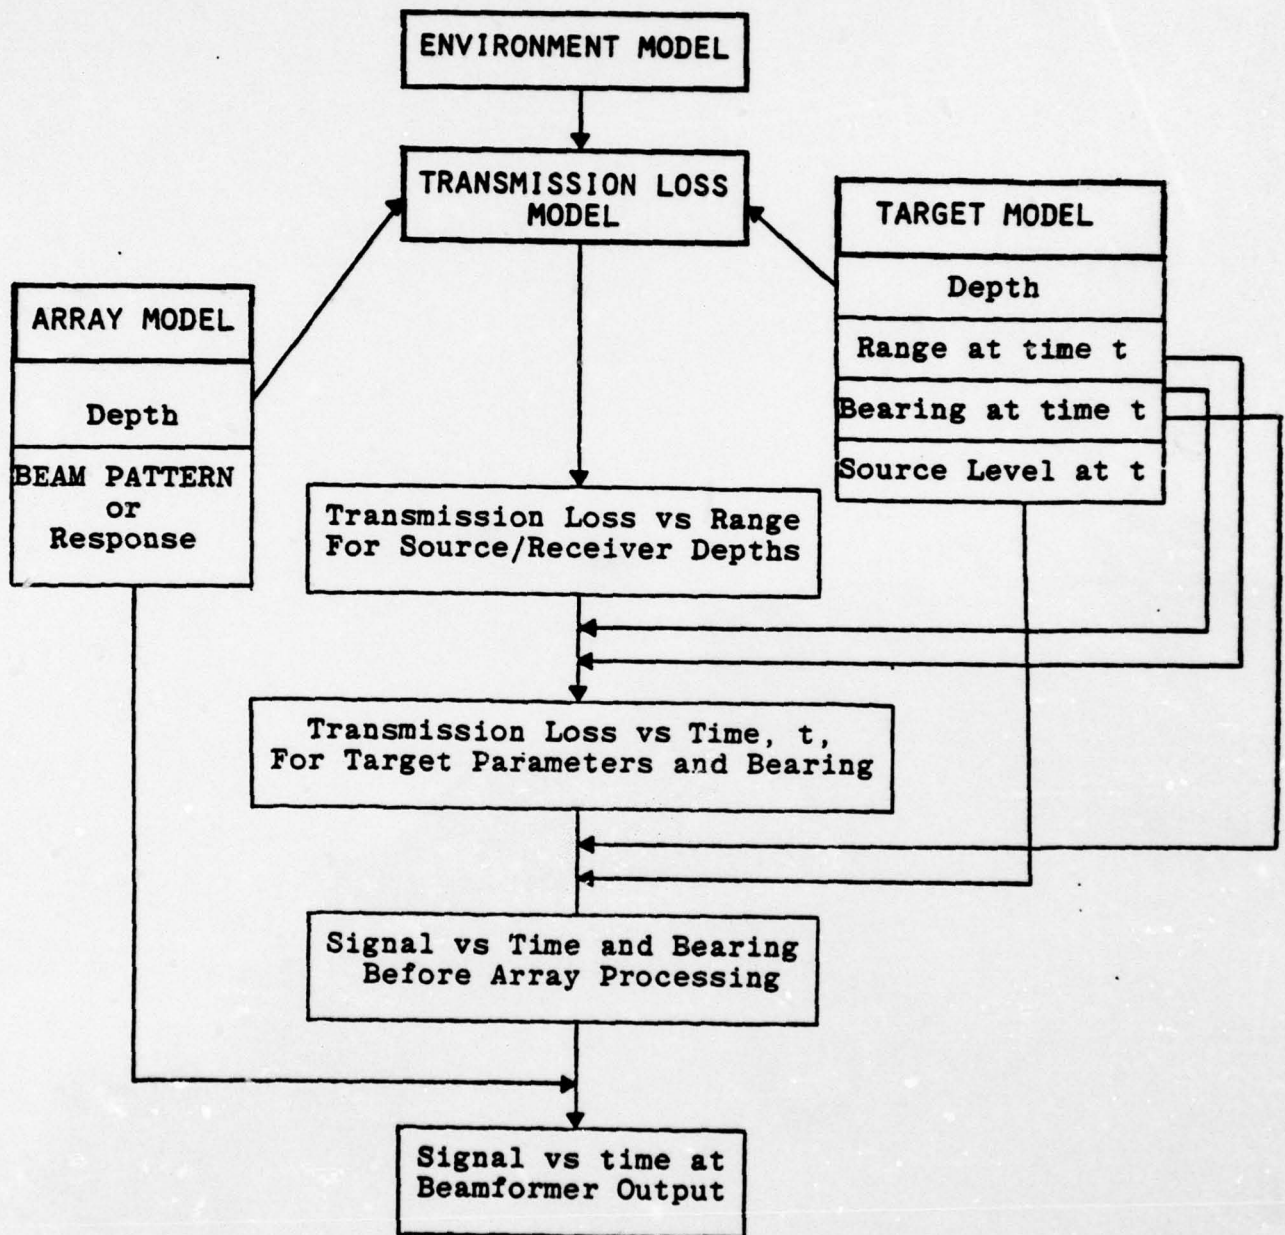 ENVIRONMENT MODEL
TRANSMISSION LOSS
MODEL
TARGET MODEL
Depth
Range at time t
Bearing at time t
Source Level at t
ARRAY MODEL
Depth
BEAM PATTERN
or
Response
Transmission Loss vs Range
For Source/Receiver Depths
Transmission Loss vs Time, t,
For Target Parameters and Bearing
Signal vs Time and Bearing
Before Array Processing
Signal vs time at
Beamformer Output